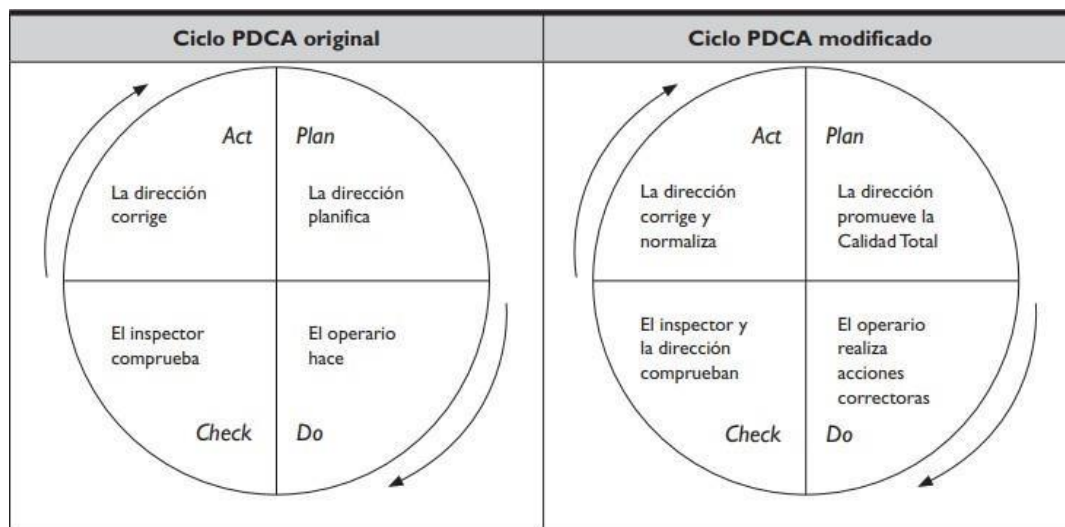 Ciclo PDCA original
Act
Plan
La dirección
corrige
La dirección
planifica
El inspector
comprueba
El operario
hace
Check
Do
Ciclo PDCA modificado
Act
Plan
La dirección
corrige y
normaliza
La dirección
promueve la
Calidad Total
El inspector y
la dirección
comprueban
El operario
realiza
acciones
correctoras
Check
Do